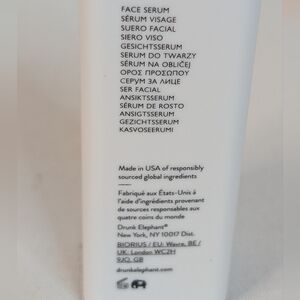 FACE SERUM
SÉRUM VISAGE
SUERO FACIAL
SIERO VISO
GESICHTSSERUM
SERUM DO TWARZY
SÉRUM NA OBLIČEJ
ΟΡΟΣ ΠΡΟΣΩΠΟΥ
СЕРУМ ЗА ЛИЦЕ
SER FACIAL
ANSIKTSSERUM
SÉRUM DE ROSTO
ANSIGTSSERUM
GEZICHTSSERUM
KASVOSEERUMI
Made in USA of responsibly
sourced global ingredients
Fabriqué aux États-Unis à
l'aide d'ingrédients provenant
de sources responsables aux
quatre coins du monde
Drunk Elephant®
New York, NY 10017 Dist.
BIORIUS / EU: Wavre, BE /
UK: London WC2H
9JQ, GB
drunkelephant.com